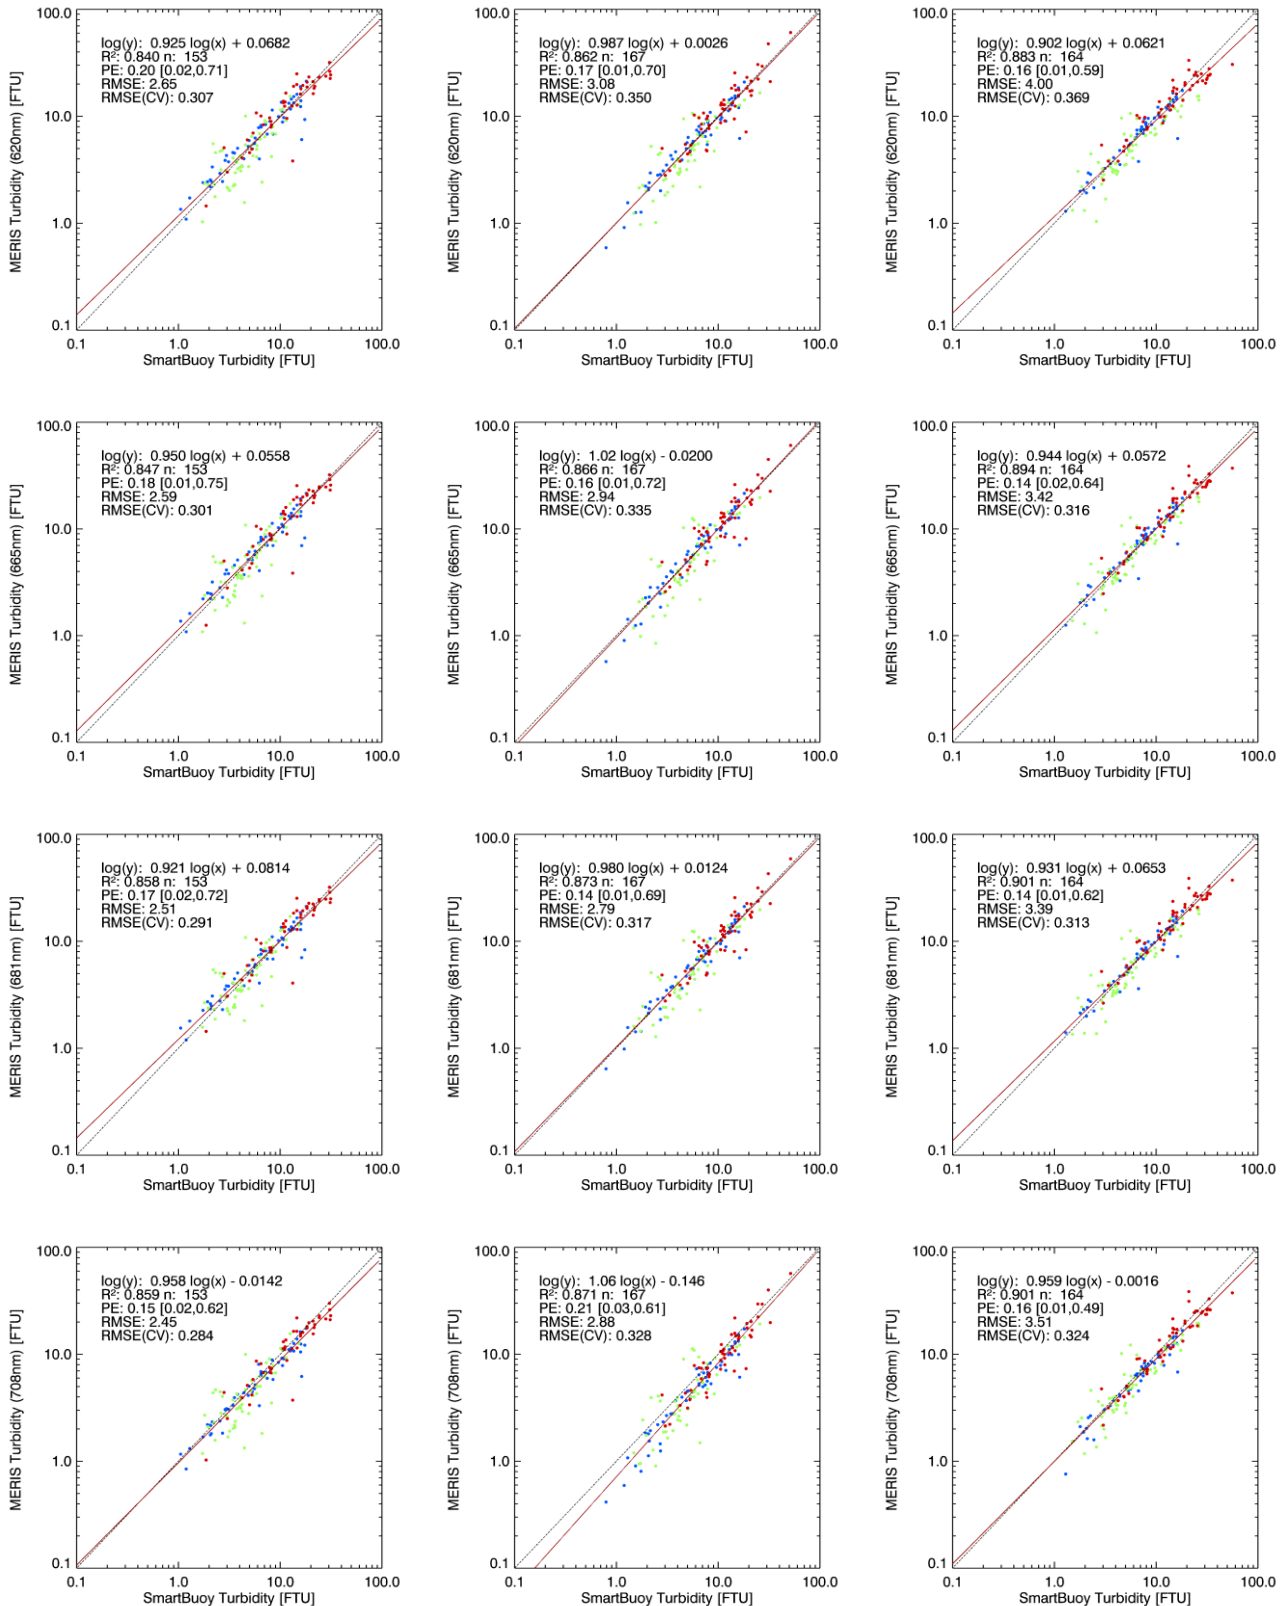 100.0
10.0
1.0
0.1
MERIS Turbidity (620nm) [FTU]
log(y): 0.925 log(x) + 0.0682
R²: 0.840 n: 153
PE: 0.20 [0.02,0.71]
RMSE: 2.65
RMSE(CV): 0.307
0.1 1.0 10.0 100.0
SmartBuoy Turbidity [FTU]
100.0
10.0
1.0
0.1
MERIS Turbidity (620nm) [FTU]
log(y): 0.987 log(x) + 0.0026
R²: 0.862 n: 167
PE: 0.17 [0.01,0.70]
RMSE: 3.08
RMSE(CV): 0.350
0.1 1.0 10.0 100.0
SmartBuoy Turbidity [FTU]
100.0
10.0
1.0
0.1
MERIS Turbidity (620nm) [FTU]
log(y): 0.902 log(x) + 0.0621
R²: 0.883 n: 164
PE: 0.16 [0.01,0.59]
RMSE: 4.00
RMSE(CV): 0.369
0.1 1.0 10.0 100.0
SmartBuoy Turbidity [FTU]
100.0
10.0
1.0
0.1
MERIS Turbidity (665nm) [FTU]
log(y): 0.950 log(x) + 0.0558
R²: 0.847 n: 153
PE: 0.18 [0.01,0.75]
RMSE: 2.59
RMSE(CV): 0.301
0.1 1.0 10.0 100.0
SmartBuoy Turbidity [FTU]
100.0
10.0
1.0
0.1
MERIS Turbidity (665nm) [FTU]
log(y): 1.02 log(x) - 0.0200
R²: 0.866 n: 167
PE: 0.16 [0.01,0.72]
RMSE: 2.94
RMSE(CV): 0.335
0.1 1.0 10.0 100.0
SmartBuoy Turbidity [FTU]
100.0
10.0
1.0
0.1
MERIS Turbidity (665nm) [FTU]
log(y): 0.944 log(x) + 0.0572
R²: 0.894 n: 164
PE: 0.14 [0.02,0.64]
RMSE: 3.42
RMSE(CV): 0.316
0.1 1.0 10.0 100.0
SmartBuoy Turbidity [FTU]
100.0
10.0
1.0
0.1
MERIS Turbidity (681nm) [FTU]
log(y): 0.921 log(x) + 0.0814
R²: 0.858 n: 153
PE: 0.17 [0.02,0.72]
RMSE: 2.51
RMSE(CV): 0.291
0.1 1.0 10.0 100.0
SmartBuoy Turbidity [FTU]
100.0
10.0
1.0
0.1
MERIS Turbidity (681nm) [FTU]
log(y): 0.980 log(x) + 0.0124
R²: 0.873 n: 167
PE: 0.14 [0.01,0.69]
RMSE: 2.79
RMSE(CV): 0.317
0.1 1.0 10.0 100.0
SmartBuoy Turbidity [FTU]
100.0
10.0
1.0
0.1
MERIS Turbidity (681nm) [FTU]
log(y): 0.931 log(x) + 0.0653
R²: 0.901 n: 164
PE: 0.14 [0.01,0.62]
RMSE: 3.39
RMSE(CV): 0.313
0.1 1.0 10.0 100.0
SmartBuoy Turbidity [FTU]
100.0
10.0
1.0
0.1
MERIS Turbidity (708nm) [FTU]
log(y): 0.958 log(x) - 0.0142
R²: 0.859 n: 153
PE: 0.15 [0.02,0.62]
RMSE: 2.45
RMSE(CV): 0.284
0.1 1.0 10.0 100.0
SmartBuoy Turbidity [FTU]
100.0
10.0
1.0
0.1
MERIS Turbidity (708nm) [FTU]
log(y): 1.06 log(x) - 0.146
R²: 0.871 n: 167
PE: 0.21 [0.03,0.61]
RMSE: 2.88
RMSE(CV): 0.328
0.1 1.0 10.0 100.0
SmartBuoy Turbidity [FTU]
100.0
10.0
1.0
0.1
MERIS Turbidity (708nm) [FTU]
log(y): 0.959 log(x) - 0.0016
R²: 0.901 n: 164
PE: 0.16 [0.01,0.49]
RMSE: 3.51
RMSE(CV): 0.324
0.1 1.0 10.0 100.0
SmartBuoy Turbidity [FTU]